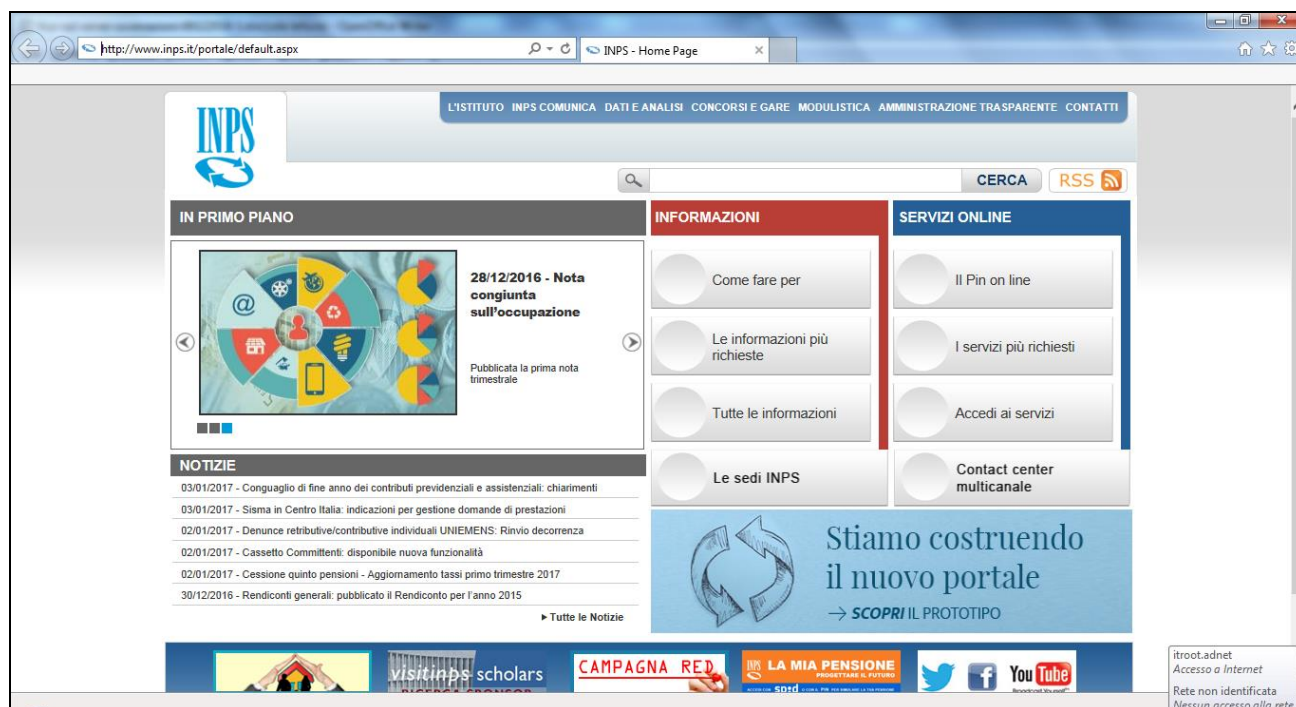 http://www.inps.it/portale/default.aspx
INPS - Home Page
INPS
L'ISTITUTO INPS COMUNICA DATI E ANALISI CONCORSI E GARE MODULISTICA AMMINISTRAZIONE TRASPARENTE CONTATTI
CERCA
RSS
IN PRIMO PIANO
28/12/2016 - Nota
congiunta
sull'occupazione
Pubblicata la prima nota
trimestrale
NOTIZIE
03/01/2017 - Conguaglio di fine anno dei contributi previdenziali e assistenziali: chiarimenti
03/01/2017 - Sisma in Centro Italia: indicazioni per gestione domande di prestazioni
02/01/2017 - Denunce retributive/contributive individuali UNIEMENS: Rinvio decorrenza
02/01/2017 - Cassetto Committenti: disponibile nuova funzionalità
02/01/2017 - Cessione quinto pensioni - Aggiornamento tassi primo trimestre 2017
30/12/2016 - Rendiconti generali: pubblicato il Rendiconto per l'anno 2015
Tutte le Notizie
INFORMAZIONI
Come fare per
Le informazioni più
richieste
Tutte le informazioni
Le sedi INPS
SERVIZI ONLINE
Il Pin on line
I servizi più richiesti
Accedi ai servizi
Contact center
multicanale
Stiamo costruendo
il nuovo portale
SCOPRI IL PROTOTIPO
visitinps scholars
CAMPAGNA RED
INPS LA MIA PENSIONE
PROGETTARE IL FUTURO
You Tube
Broadcast Yourself
itroot.adnet
Accesso a Internet
Rete non identificata
Nessun accesso alla rete